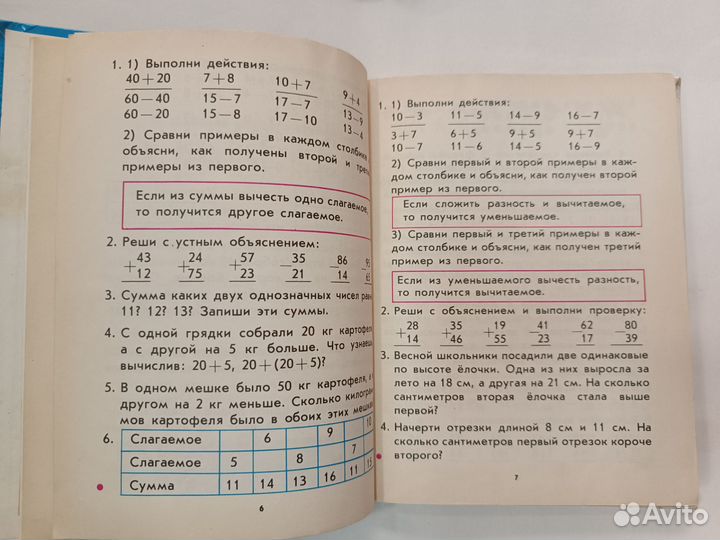 1. 1) Выполни действия:
40+20 7+8 10+7 9+4
60—40 15—7 17—7 13—9
60—20 15—8 17—10 13—4
2) Сравни примеры в каждом столбике
объясни, как получены второй и
примеры из первого.
Если из суммы вычесть одно слагаемое,
то получится другое слагаемое.
2. Реши с устным объяснением:
+43 +24 +57 —35 —86 95
12 75 23 21 14
3. Сумма каких двух однозначных чисел
11? 12? 13? Запиши эти суммы.
4. С одной грядки собрали 20 кг картофеля
а с другой на 5 кг больше. Что
вычислив: 20+5, 20+(20+5)?
5. В одном мешке было 50 кг картофеля,
другом на 2 кг меньше. Сколько
мов картофеля было в обоих этих
6. Слагаемое 6 9 10
Слагаемое 5 8 7
Сумма 11 14 13 16 11 15
6
1. 1) Выполни действия:
10—3 11—5 14—9 16—7
3+7 6+5 9+5 9+7
10—7 11—6 14—5 16—9
2) Сравни первый и второй примеры в каж-
дом столбике и объясни, как получен второй
пример из первого.
Если сложить разность и вычитаемое,
то получится уменьшаемое.
3) Сравни первый и третий примеры в каж-
дом столбике и объясни, как получен третий
пример из первого.
Если из уменьшаемого вычесть разность,
то получится вычитаемое.
2. Реши с объяснением и выполни проверку:
+28 +35 +19 —41 —62 —80
14 46 55 23 17 39
3. Весной школьники посадили две одинаковые
по высоте ёлочки. Одна из них выросла за
лето на 18 см, а другая на 21 см. На сколько
сантиметров вторая ёлочка стала выше
первой?
4. Начерти отрезки длиной 8 см и 11 см. На
сколько сантиметров первый отрезок короче
второго?
7
Avito